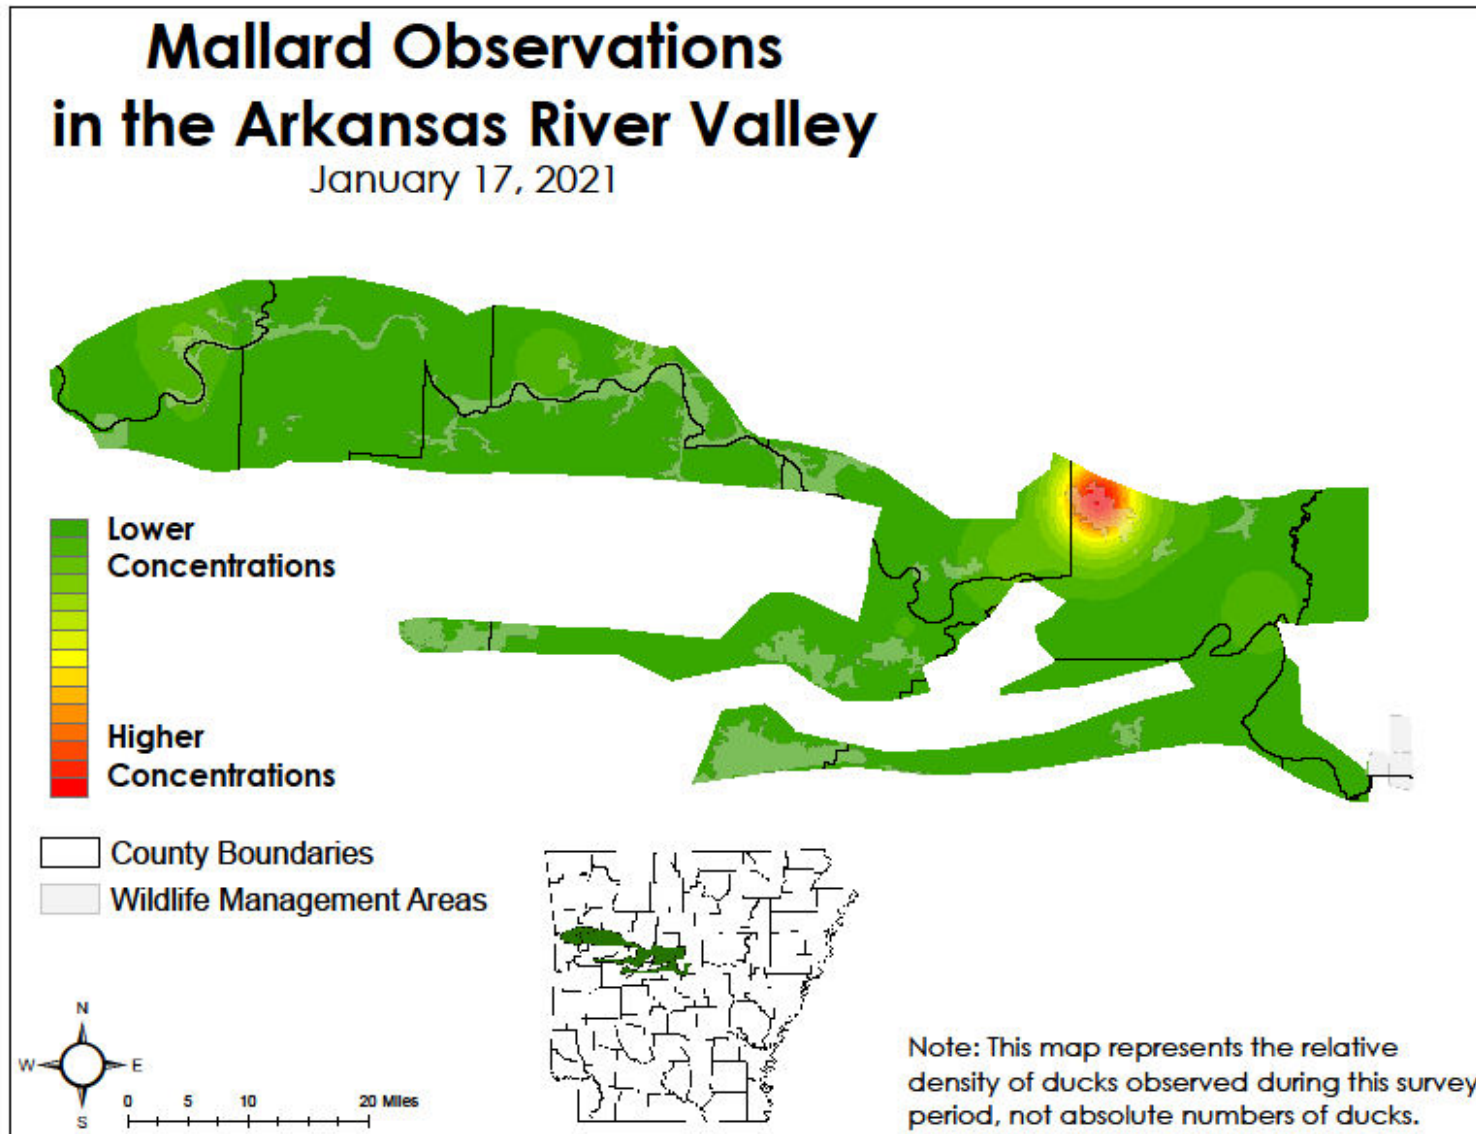 Mallard Observations
in the Arkansas River Valley
January 17, 2021
Lower
Concentrations
Higher
Concentrations
County Boundaries
Wildlife Management Areas
N
W
E
S
0 5 10 20 Miles
Note: This map represents the relative
density of ducks observed during this survey
period, not absolute numbers of ducks.